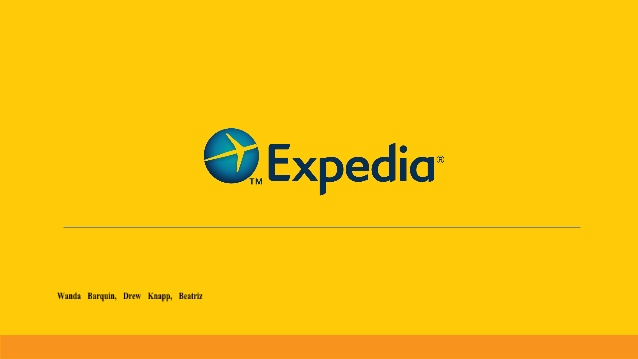 Expedia®
TM
Wanda Barquin, Drew Knapp, Beatriz